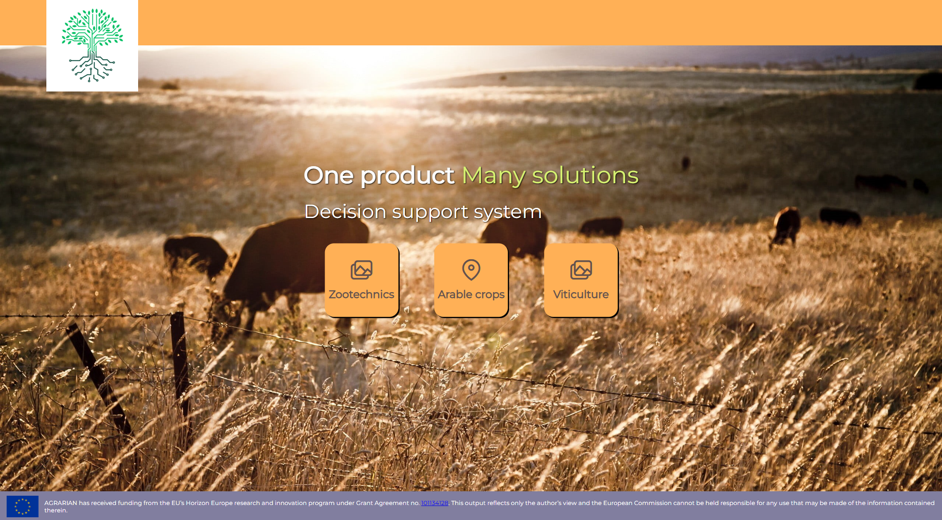 One product Many solutions
Decision support system
Zootechnics
Arable crops
Viticulture
AGRARIAN has received funding from the EU's Horizon Europe research and innovation program under Grant Agreement no. 101134128. This output reflects only the author's view and the European Commission cannot be held responsible for any use that may be made of the information contained
therein.